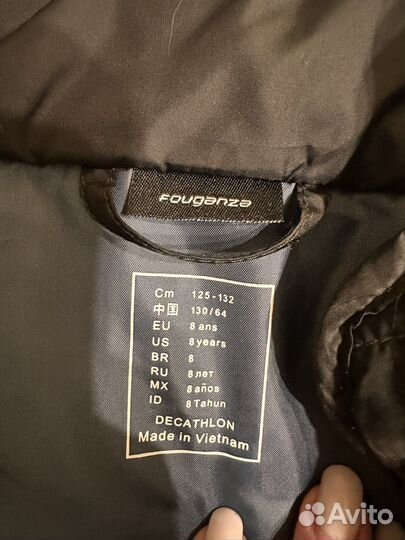 FOUGANZA
Cm 125-132
中国 130/64
EU 8 ans
US 8 years
BR 8
RU 8 лет
MX 8 años
ID 8 Tahun
DECATHLON
Made in Vietnam
Avito